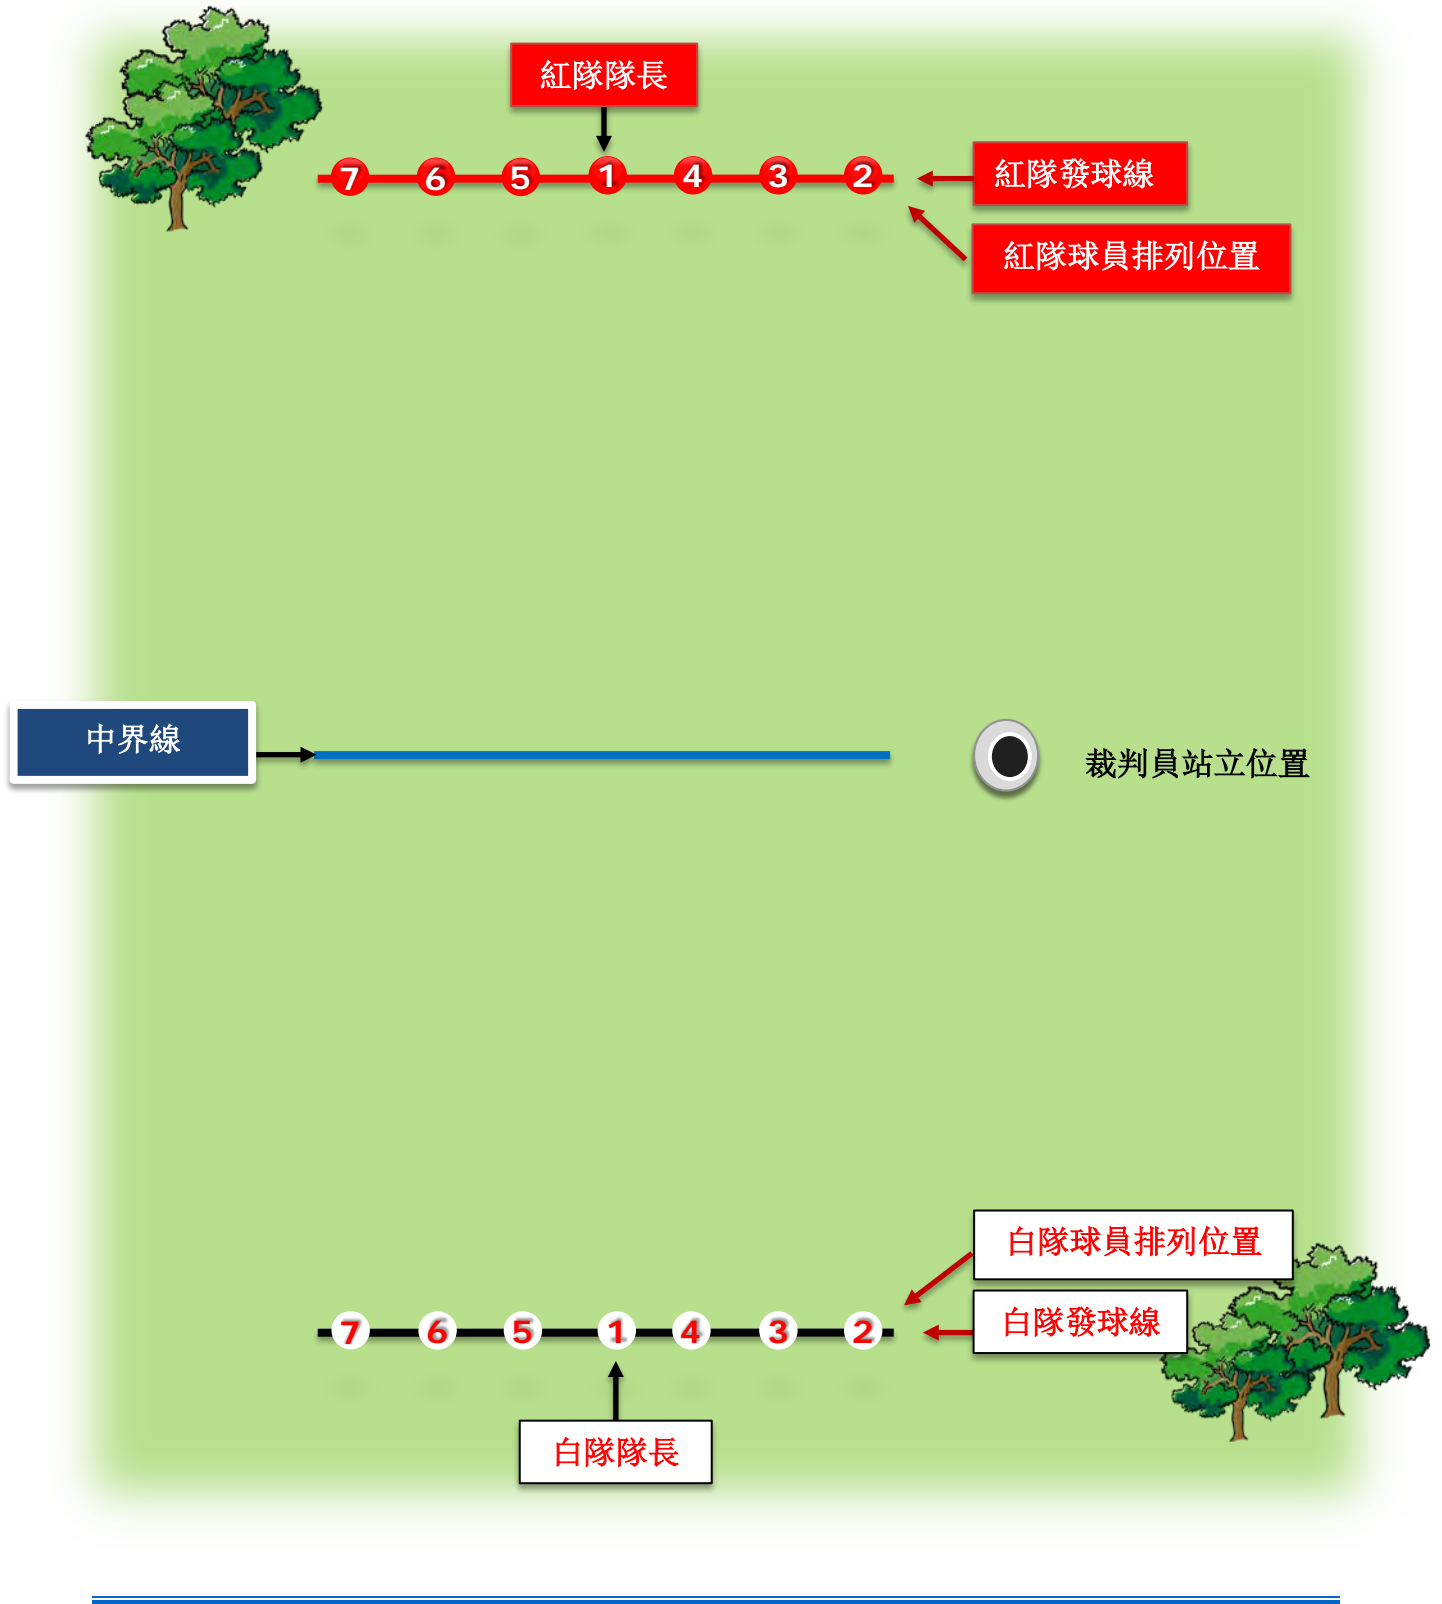 紅隊隊長
7 6 5 1 4 3 2
紅隊發球線
紅隊球員排列位置
中界線
裁判員站立位置
白隊球員排列位置
白隊發球線
7 6 5 1 4 3 2
白隊隊長